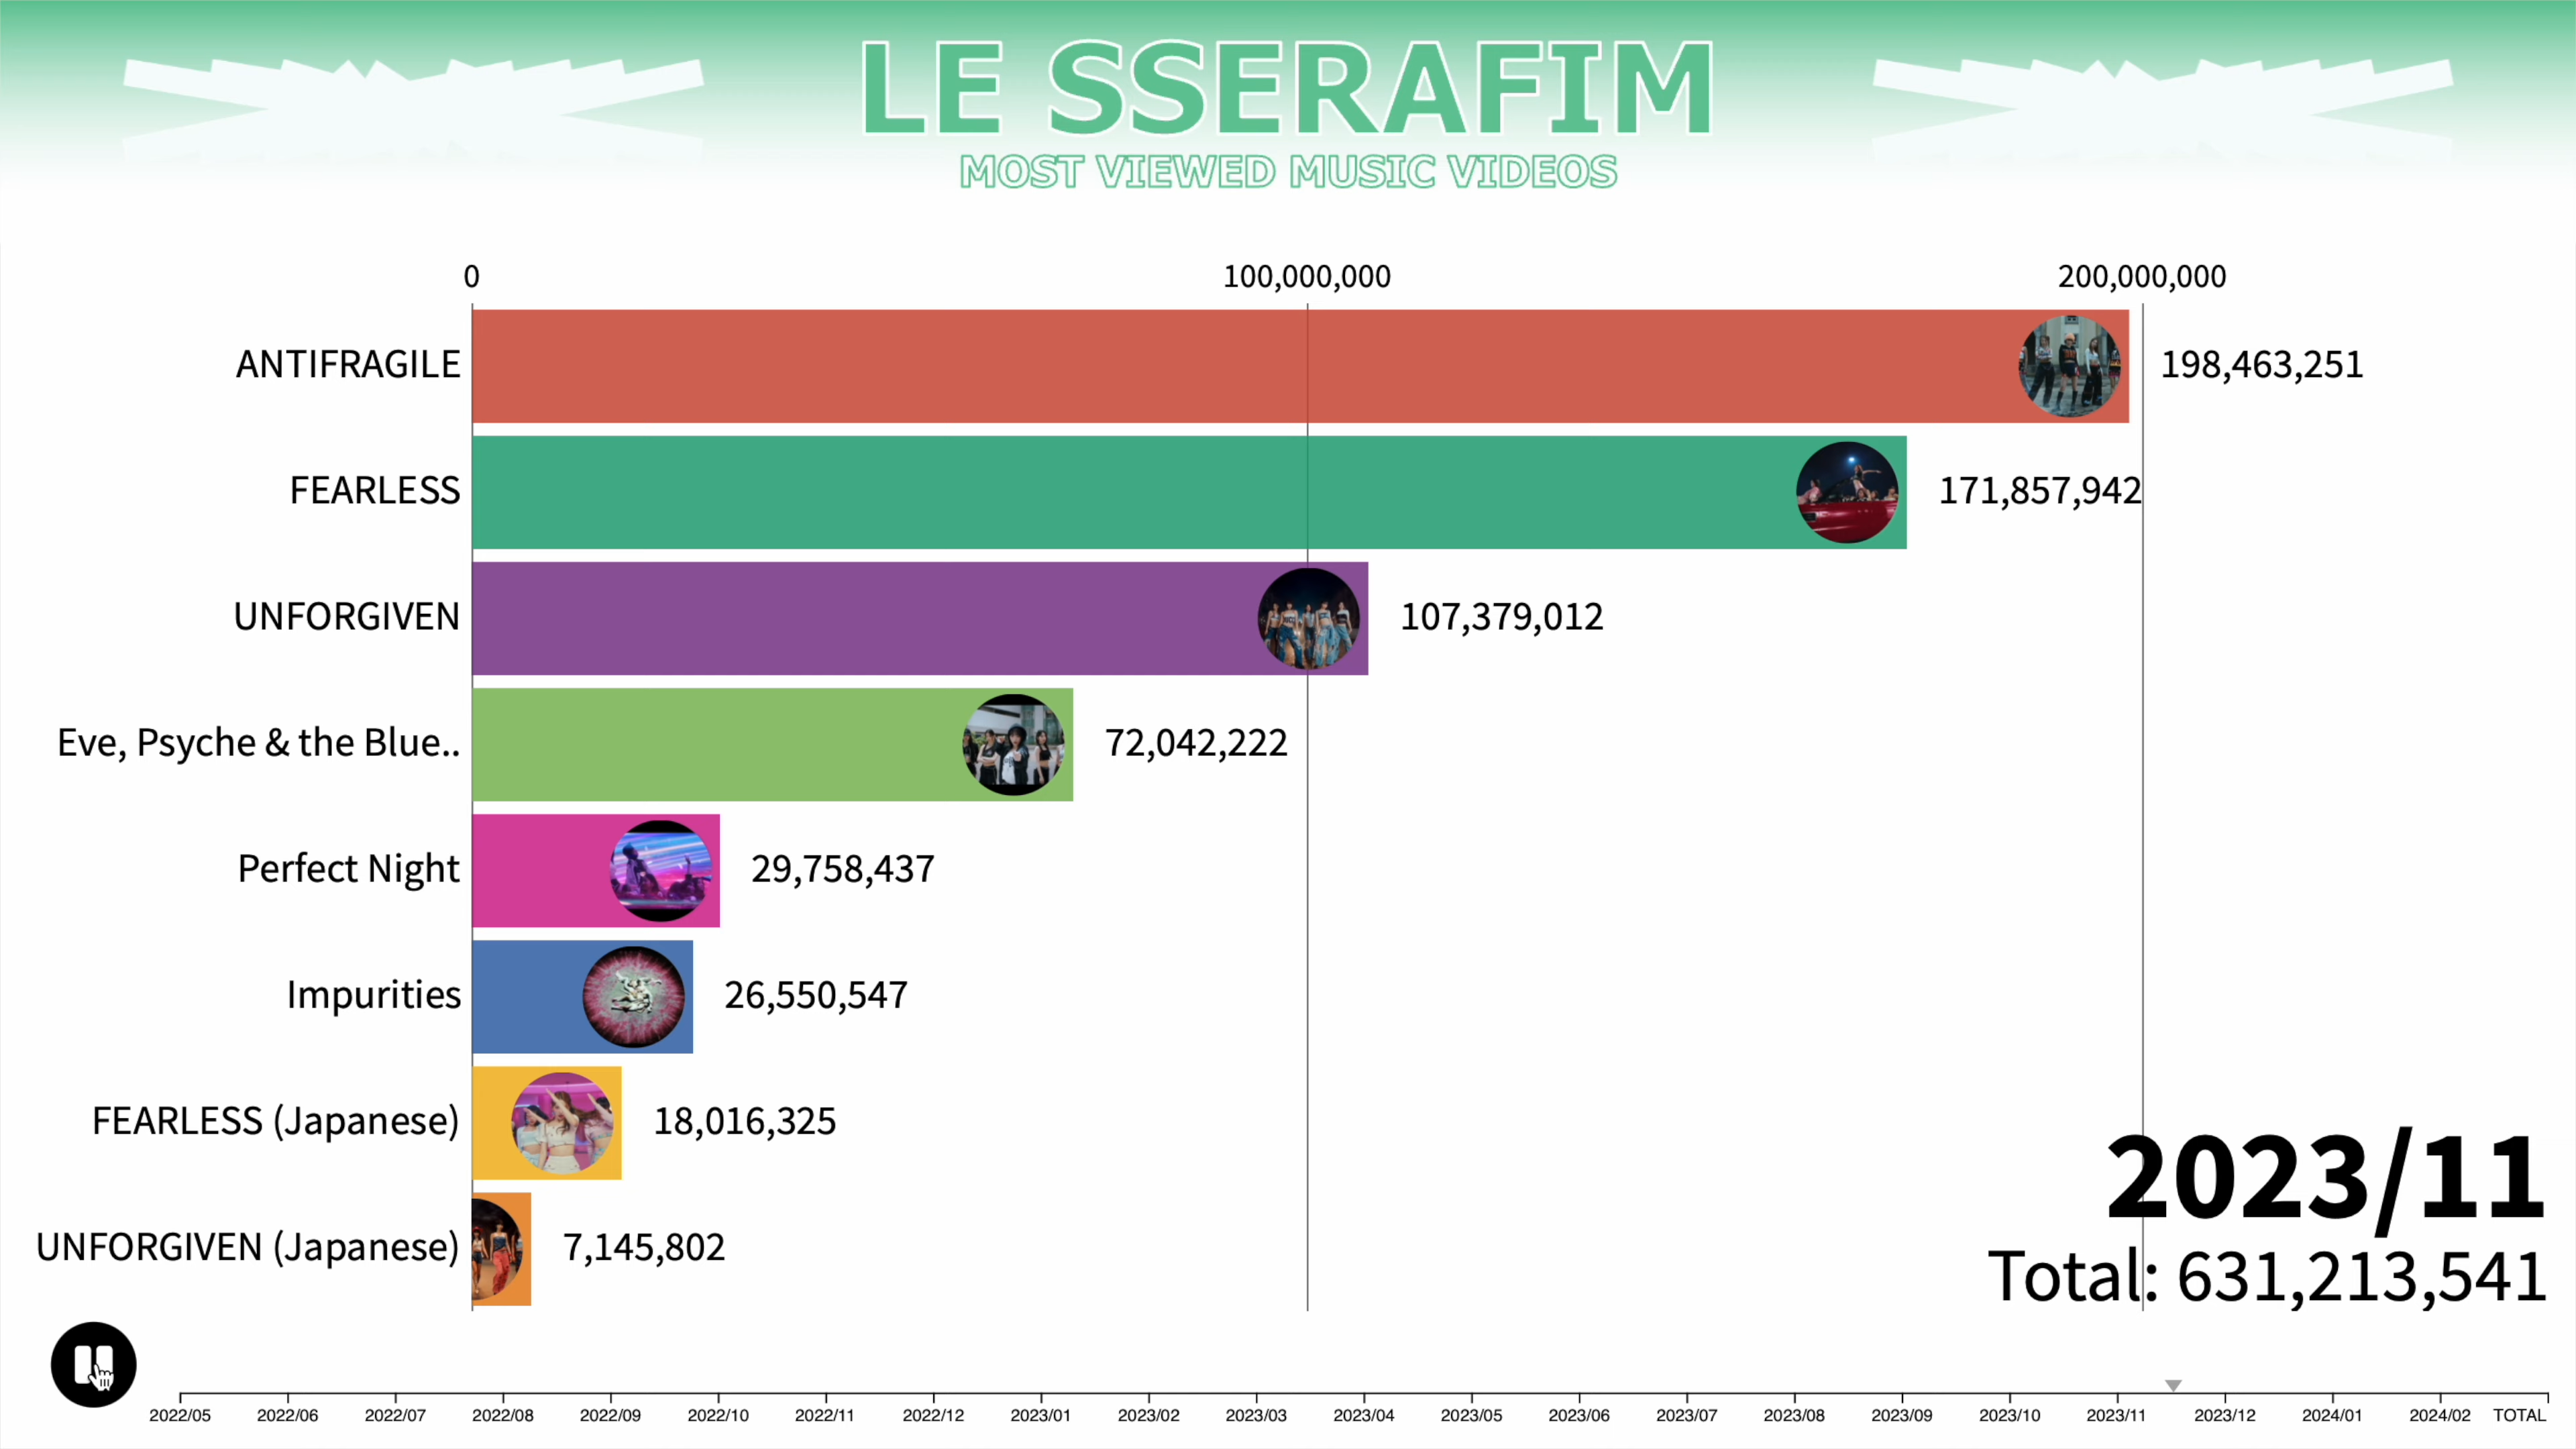 LE SSERAFIM
MOST VIEWED MUSIC VIDEOS
0 100,000,000 200,000,000
ANTIFRAGILE 198,463,251
FEARLESS 171,857,942
UNFORGIVEN 107,379,012
Eve, Psyche & the Blue.. 72,042,222
Perfect Night 29,758,437
Impurities 26,550,547
FEARLESS (Japanese) 18,016,325
UNFORGIVEN (Japanese) 7,145,802
2023/11
Total: 631,213,541
2022/05 2022/06 2022/07 2022/08 2022/09 2022/10 2022/11 2022/12 2023/01 2023/02 2023/03 2023/04 2023/05 2023/06 2023/07 2023/08 2023/09 2023/10 2023/11 2023/12 2024/01 2024/02 TOTAL